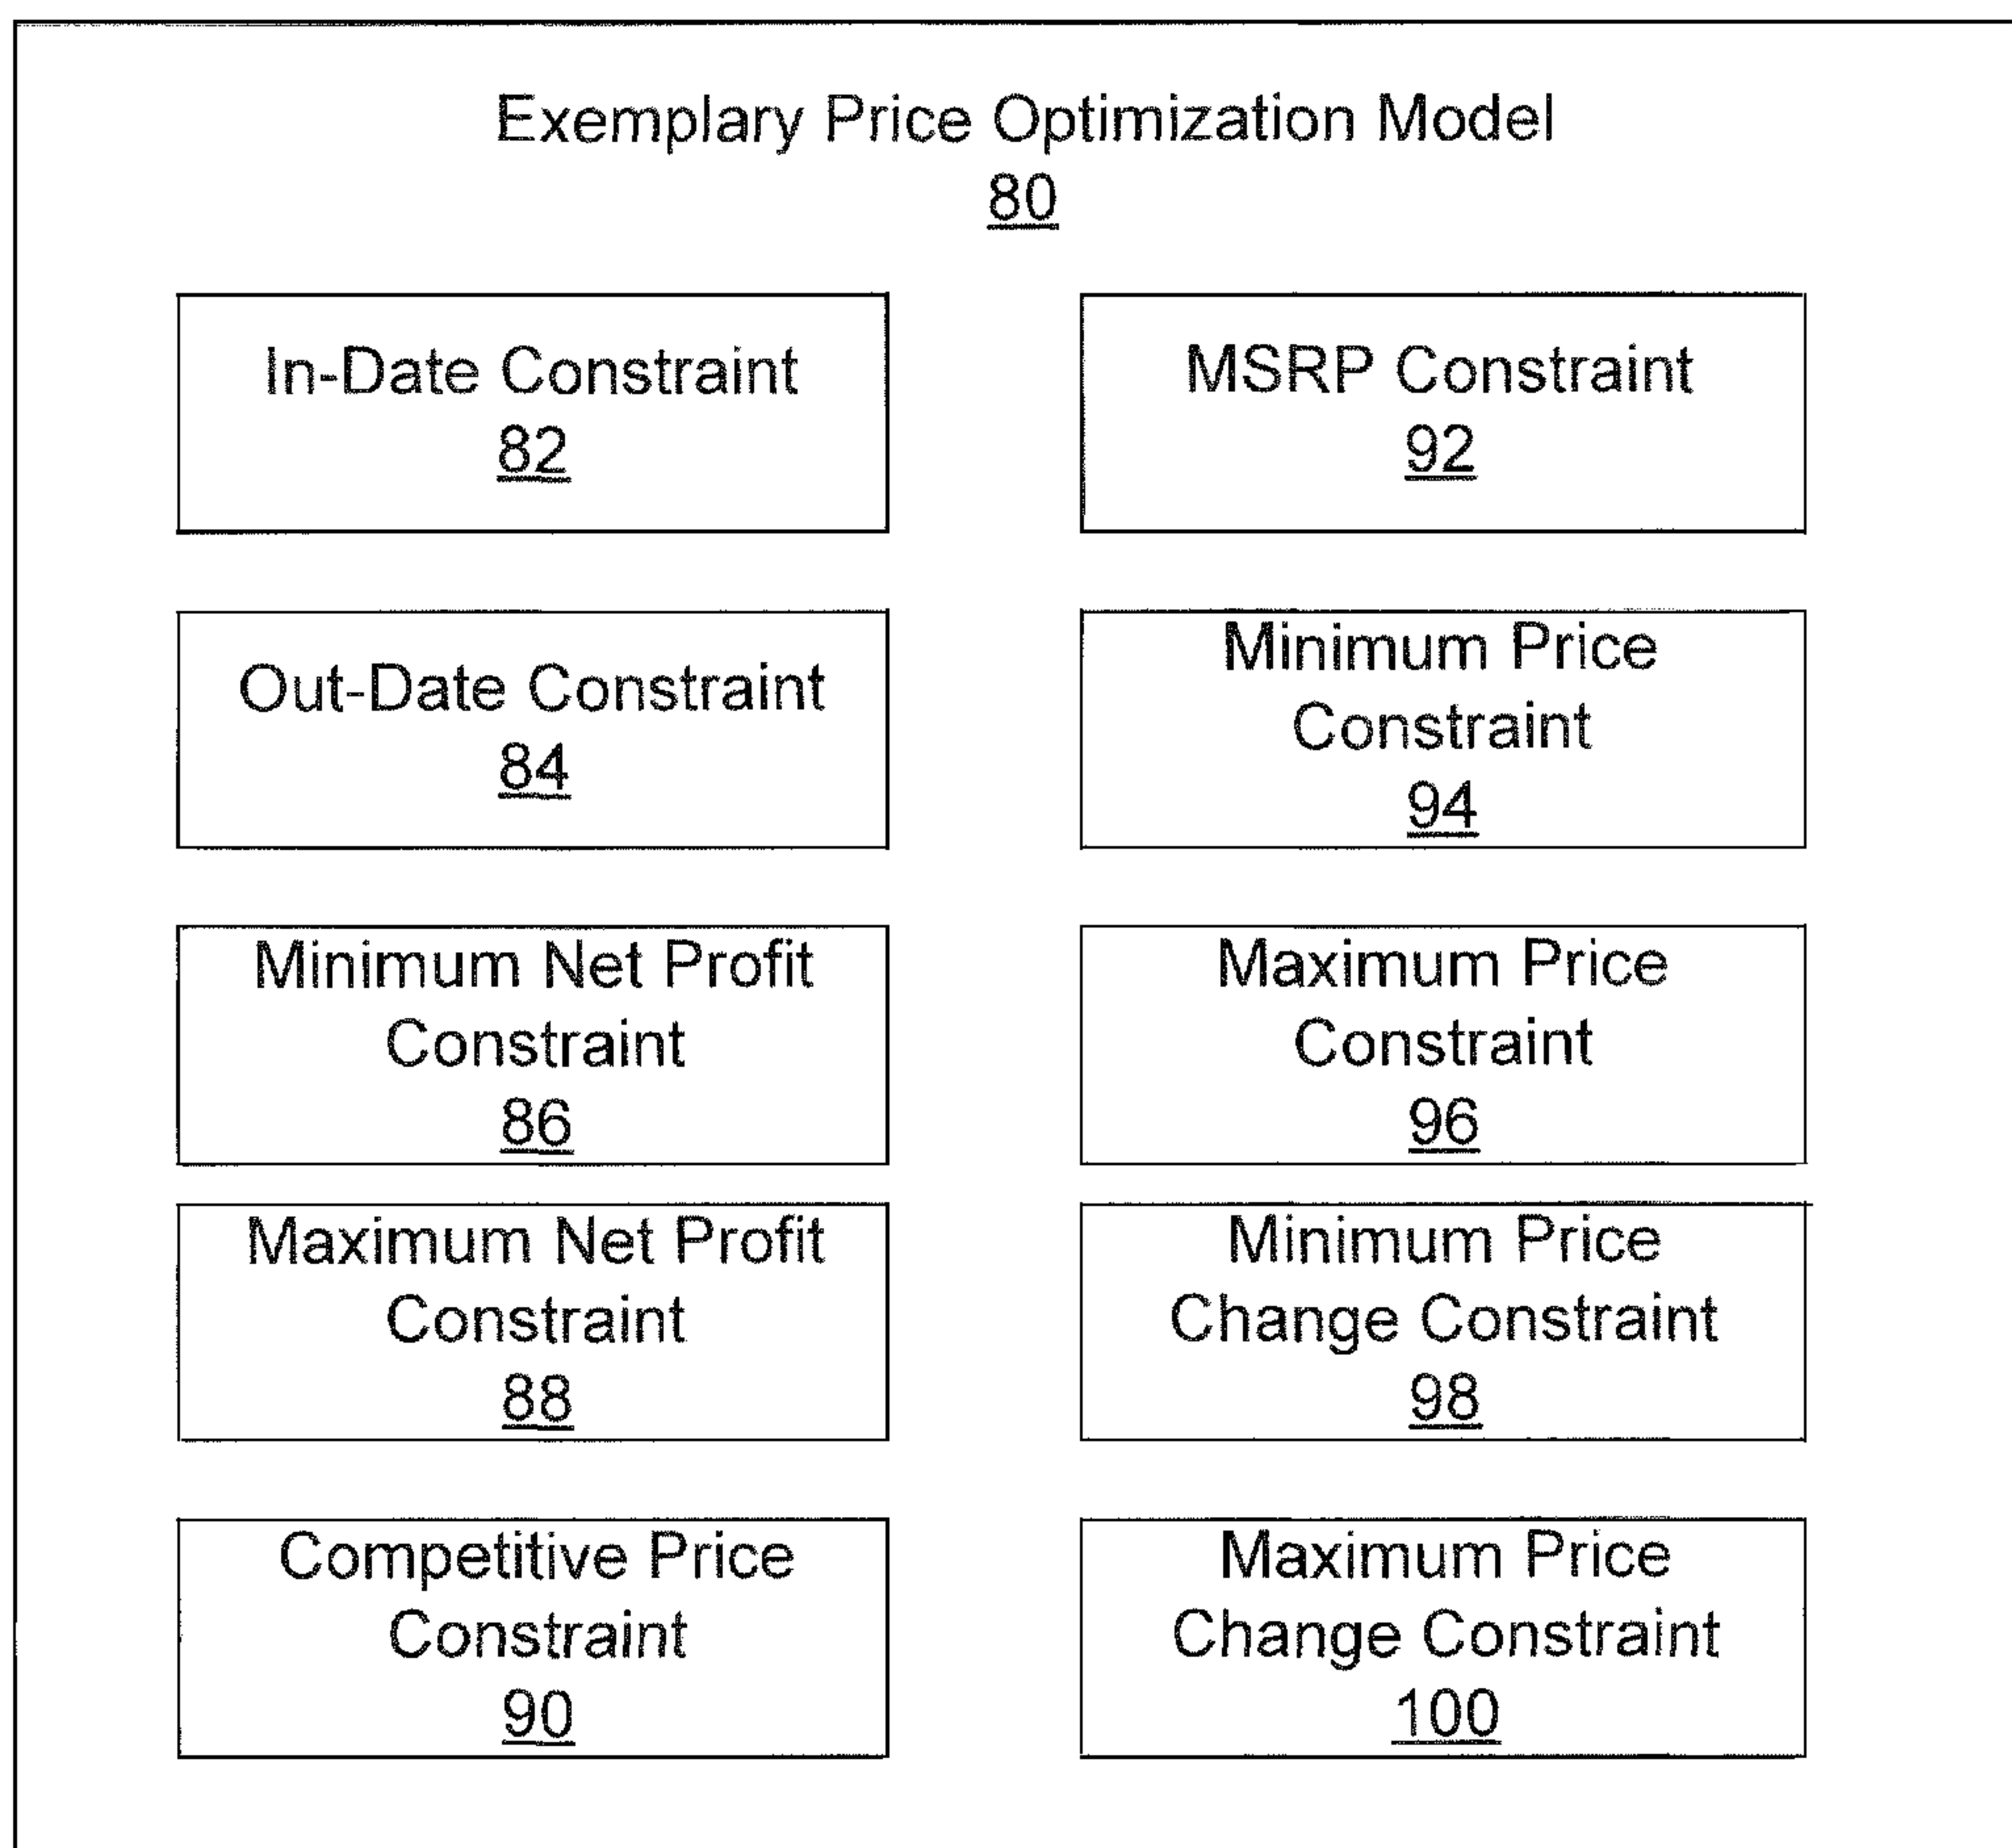 Exemplary Price Optimization Model
80
In-Date Constraint
82
MSRP Constraint
92
Out-Date Constraint
84
Minimum Price
Constraint
94
Minimum Net Profit
Constraint
86
Maximum Price
Constraint
96
Maximum Net Profit
Constraint
88
Minimum Price
Change Constraint
98
Competitive Price
Constraint
90
Maximum Price
Change Constraint
100